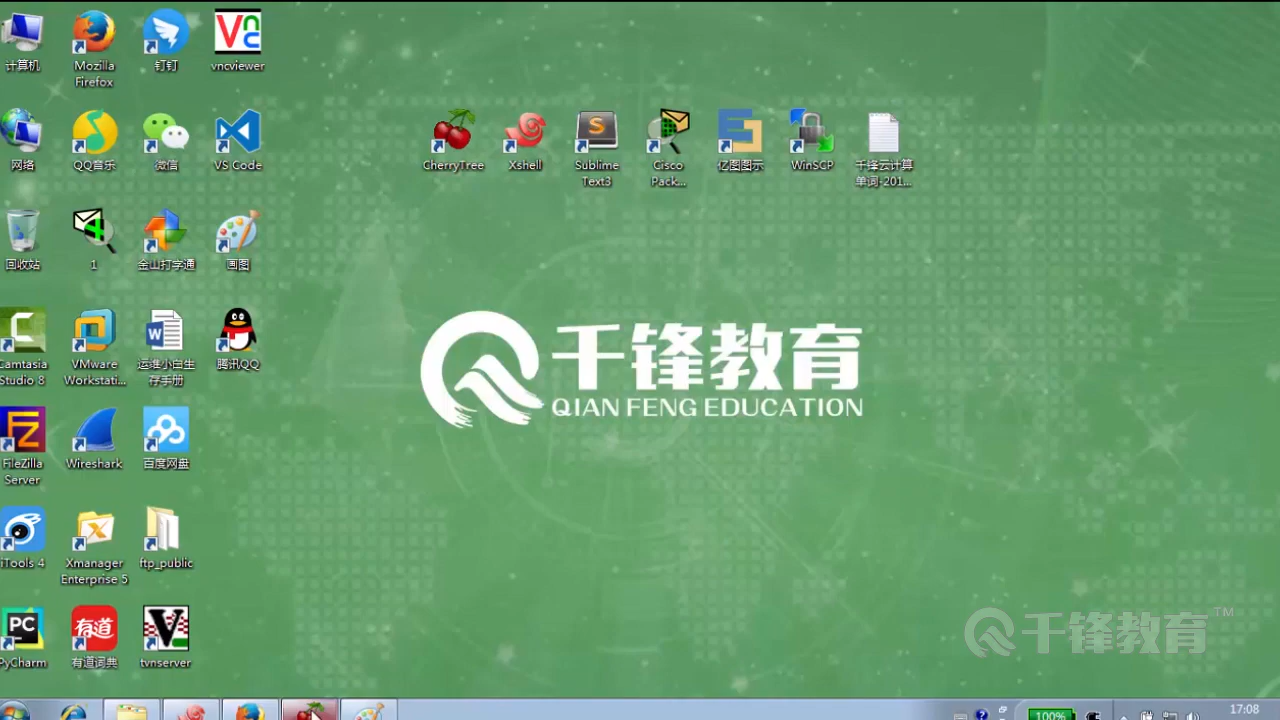 计算机
Mozilla
Firefox
钉钉
vncviewer
网络
QQ音乐
微信
VS Code
CherryTree
Xshell
Sublime
Text3
Cisco
Pack...
亿图图示
WinSCP
千锋云计算
单词-201...
回收站
1
金山打字通
画图
Camtasia
Studio 8
VMware
Workstati...
运维小白生
存手册
腾讯QQ
千锋教育
QIAN FENG EDUCATION
FileZilla
Server
Wireshark
百度网盘
iTools 4
Xmanager
Enterprise 5
ftp_public
PC
PyCharm
有道
有道词典
tvnserver
千锋教育 TM
100%
17:08